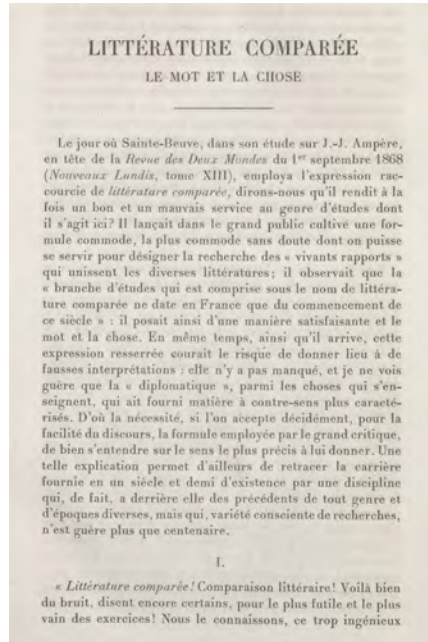 LITTÉRATURE COMPARÉE
LE MOT ET LA CHOSE
Le jour où Sainte-Beuve, dans son étude sur J.-J. Ampère,
en tête de la Revue des Deux Mondes du 1er septembre 1868
(Nouveaux Lundis, tome XIII), employa l'expression rac-
courcie de littérature comparée, dirons-nous qu'il rendit à la
fois un bon et un mauvais service au genre d'études dont
il s'agit ici? Il lançait dans le grand public cultivé une for-
mule commode, la plus commode sans doute dont on puisse
se servir pour désigner la recherche des « vivants rapports »
qui unissent les diverses littératures; il observait que la
« branche d'études qui est comprise sous le nom de littéra-
ture comparée ne date en France que du commencement de
ce siècle » : il posait ainsi d'une manière satisfaisante et le
mot et la chose. En même temps, ainsi qu'il arrive, cette
expression resserrée courait le risque de donner lieu à de
fausses interprétations : elle n'y a pas manqué, et je ne vois
guère que la « diplomatique », parmi les choses qui s'en-
seignent, qui ait fourni matière à contre-sens plus caracté-
risés. D'où la nécessité, si l'on accepte décidément, pour la
facilité du discours, la formule employée par le grand critique,
de bien s'entendre sur le sens le plus précis à lui donner. Une
telle explication permet d'ailleurs de retracer la carrière
fournie en un siècle et demi d'existence par une discipline
qui, de fait, a derrière elle des précédents de tout genre et
d'époques diverses, mais qui, variété consciente de recherches,
n'est guère plus que centenaire.
I.
« Littérature comparée! Comparaison littéraire! Voilà bien
du bruit, disent encore certains, pour le plus futile et le plus
vain des exercices! Nous le connaissons, ce trop ingénieux